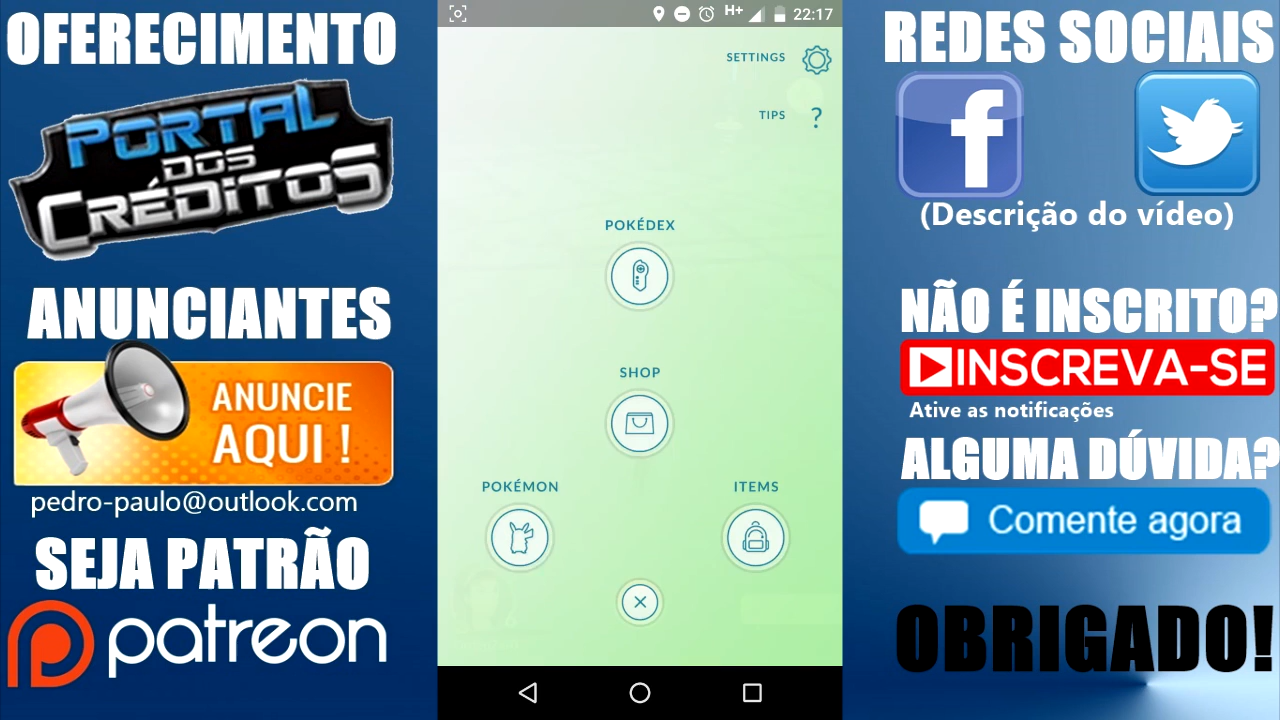 OFERECIMENTO
PORTAL
DOS
CRÉDITOS
ANUNCIANTES
ANUNCIE
AQUI !
pedro-paulo@outlook.com
SEJA PATRÃO
patreon
H+ 22:17
SETTINGS
TIPS ?
POKÉDEX
SHOP
POKÉMON
ITEMS
REDES SOCIAIS
f
(Descrição do vídeo)
NÃO É INSCRITO?
INSCREVA-SE
Ative as notificações
ALGUMA DÚVIDA?
Comente agora
OBRIGADO!